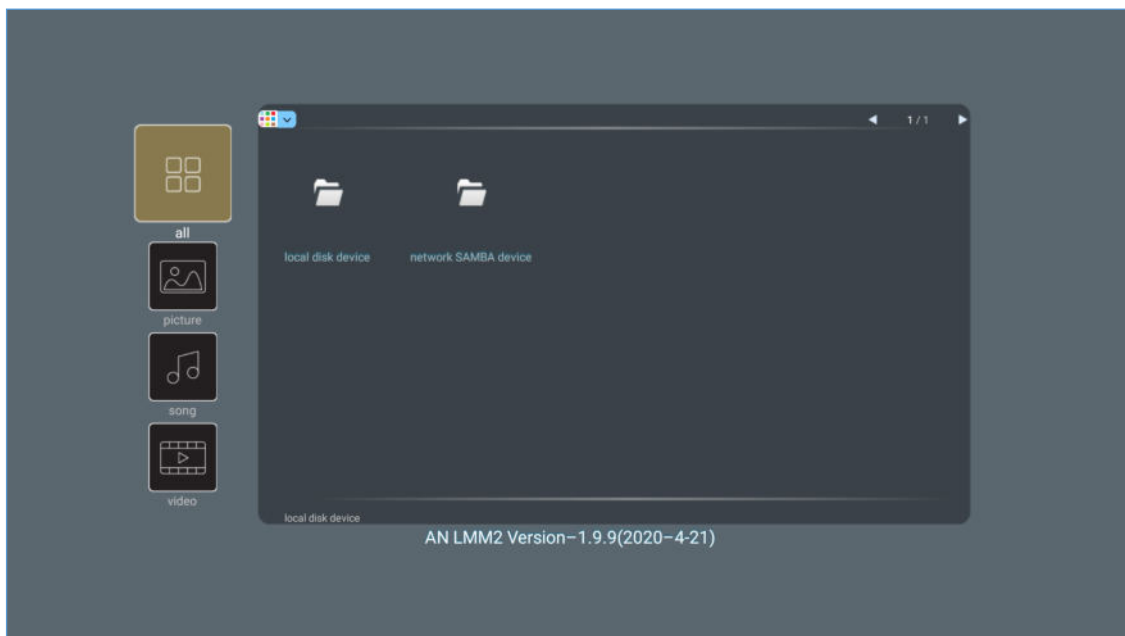 1 / 1
all
local disk device
network SAMBA device
picture
song
video
local disk device
AN LMM2 Version–1.9.9(2020–4-21)